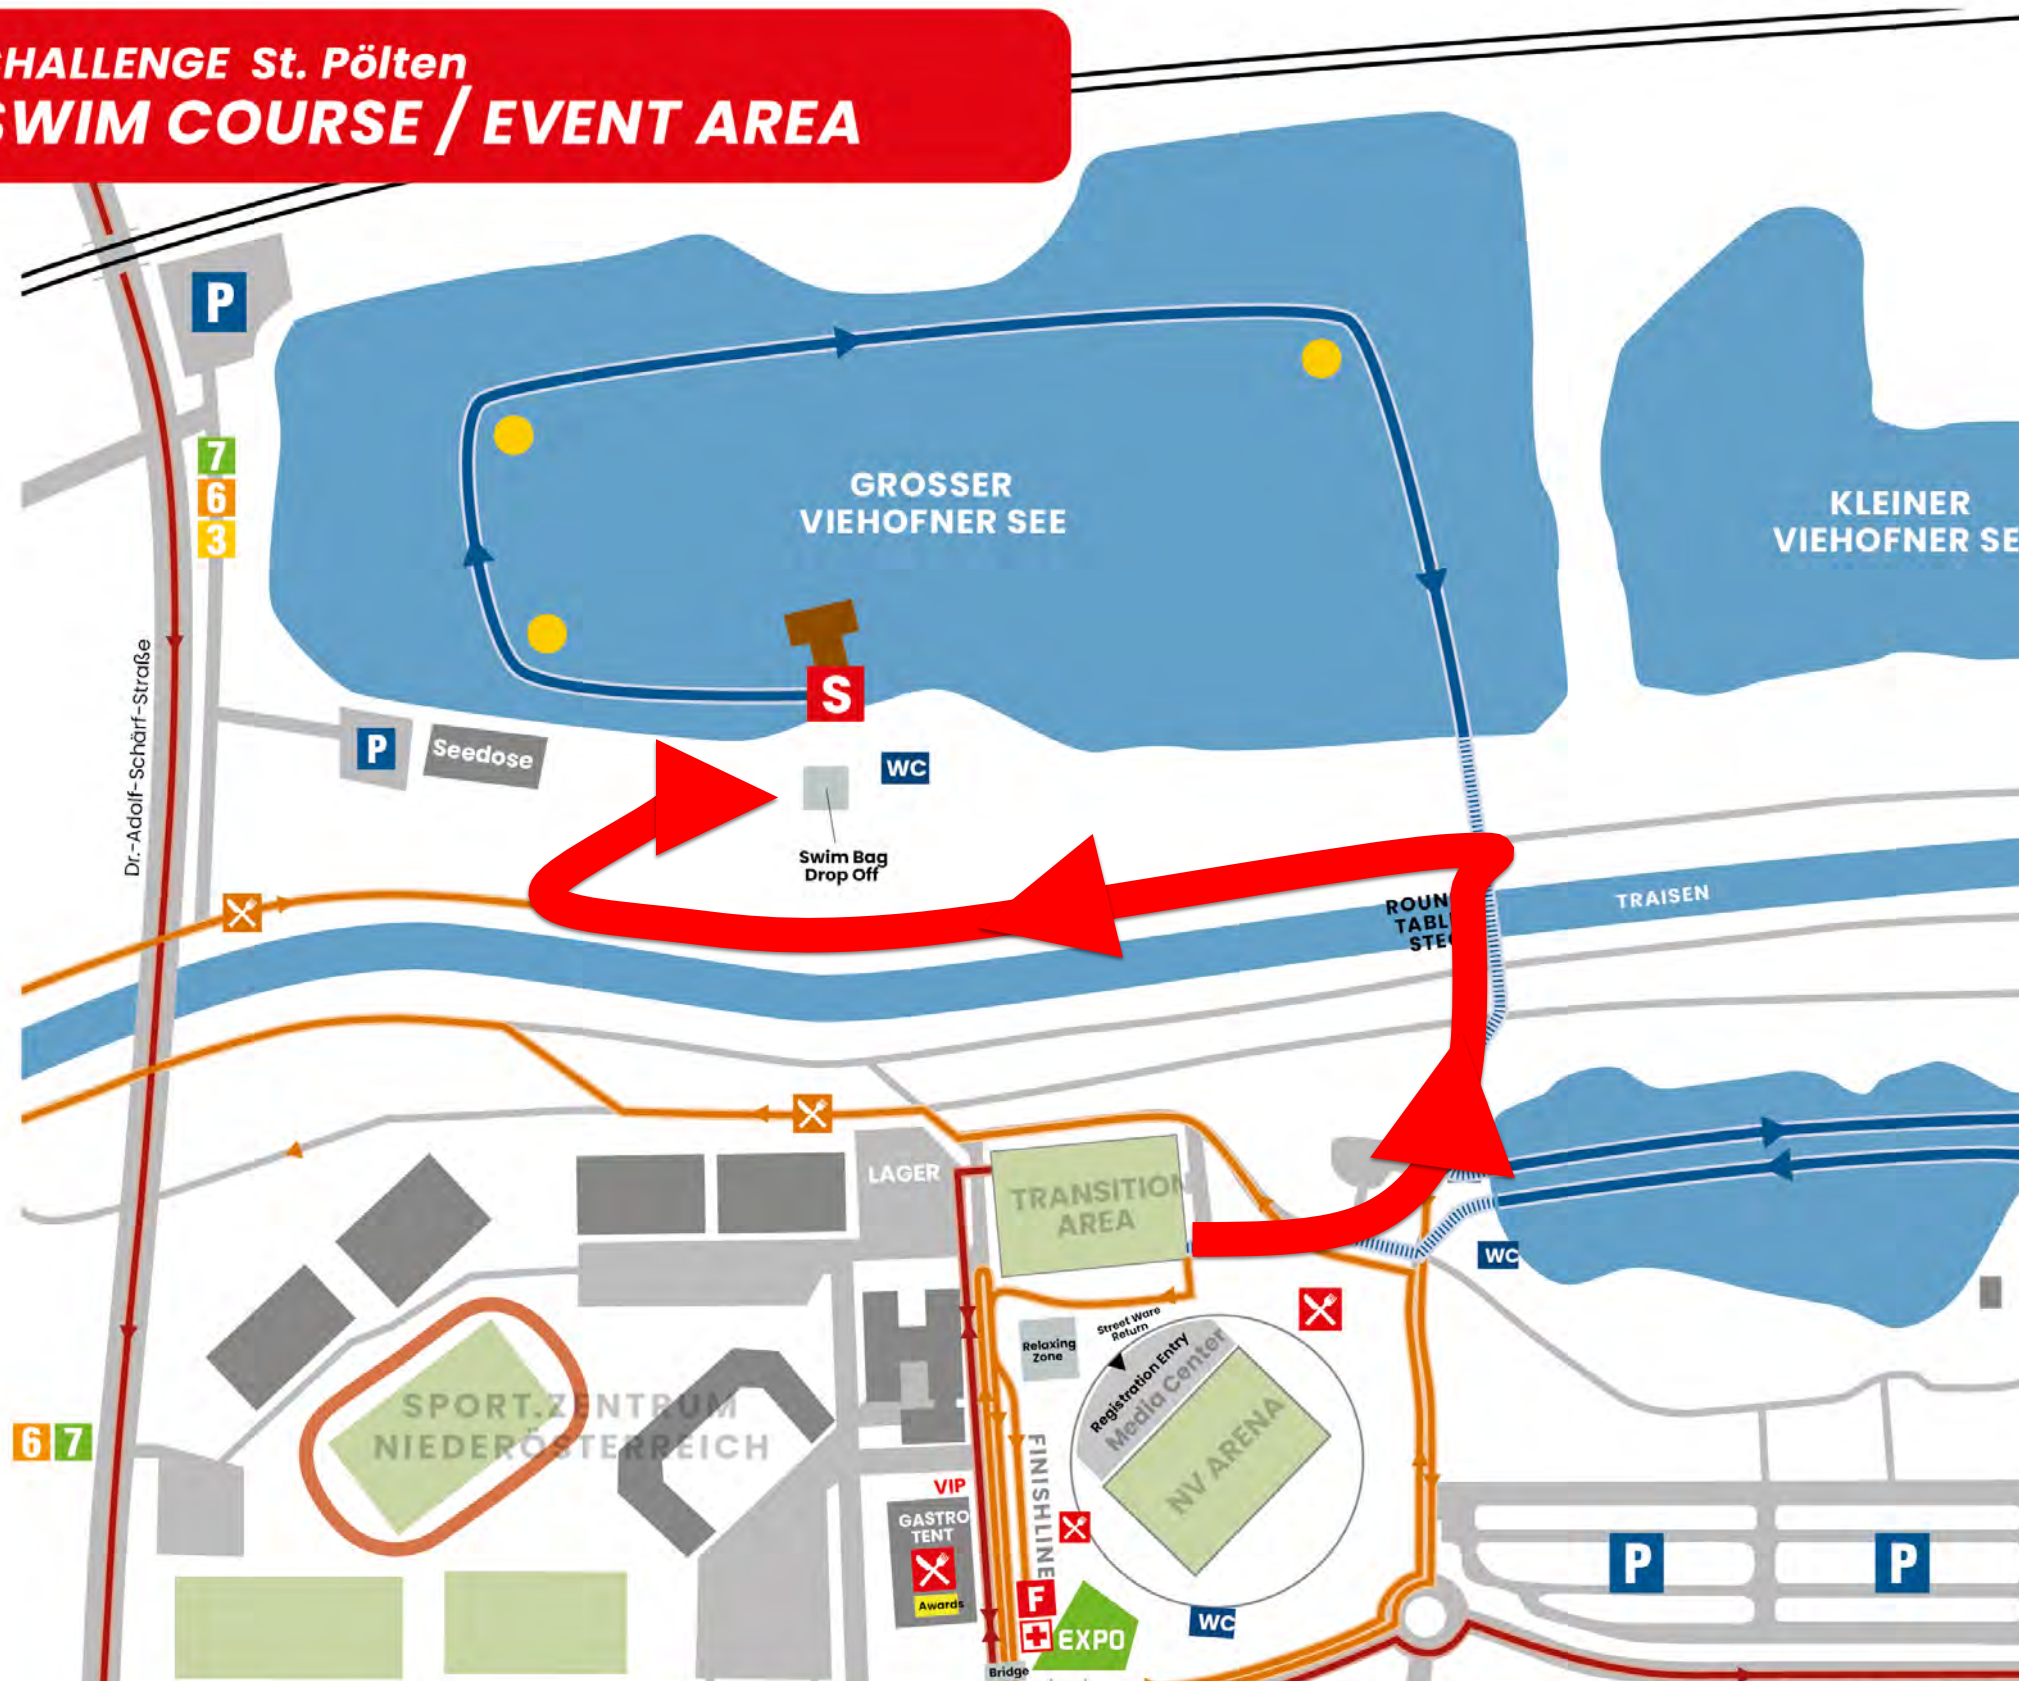 HALLENGE St. Pölten
SWIM COURSE / EVENT AREA
P
7
6
3
GROSSER
VIEHOFNER SEE
KLEINER
VIEHOFNER SE
Dr.-Adolf-Schärf-Straße
S
P
Seedose
WC
Swim Bag
Drop Off
ROUN
TABL
STE
TRAISEN
LAGER
TRANSITION
AREA
WC
Relaxing
Zone
Street Ware
Return
Registration Entry
Media Center
NV ARENA
SPORT.ZENTRUM
NIEDERÖSTERREICH
6 7
FINISHLINE
VIP
GASTRO
TENT
Awards
F
EXPO
WC
P
P
Bridge